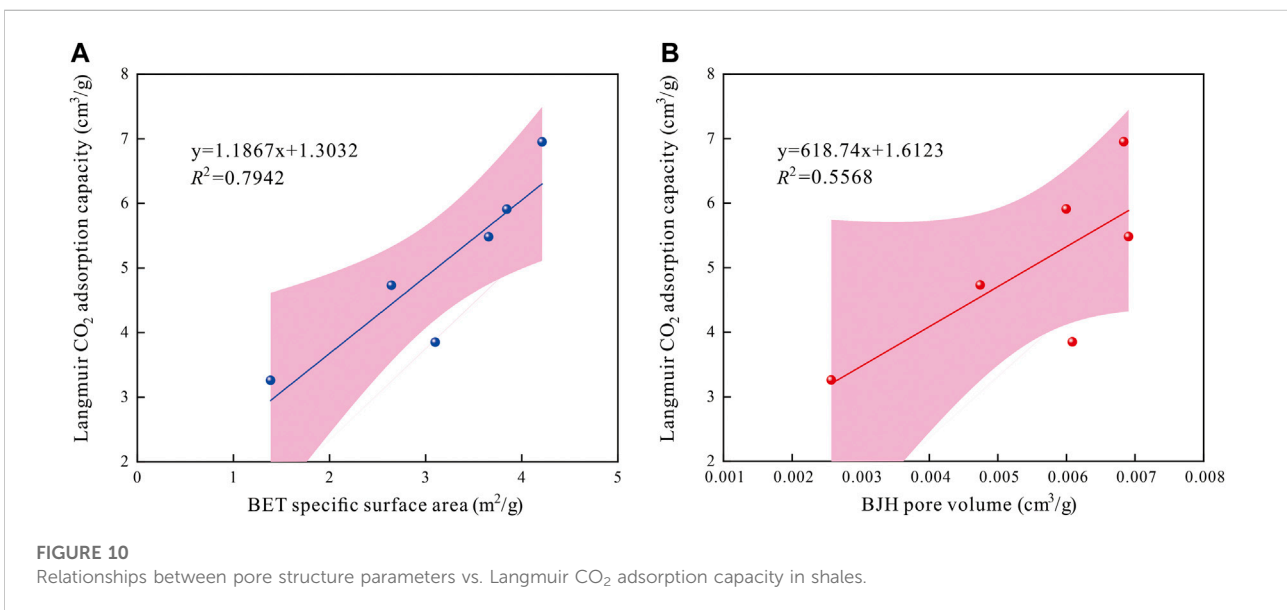 A
Langmuir CO₂ adsorption capacity (cm³/g)
8
7
6
5
4
3
2
y=1.1867x+1.3032
R²=0.7942
0 1 2 3 4 5
BET specific surface area (m²/g)
B
Langmuir CO₂ adsorption capacity (cm³/g)
8
7
6
5
4
3
2
y=618.74x+1.6123
R²=0.5568
0.001 0.002 0.003 0.004 0.005 0.006 0.007 0.008
BJH pore volume (cm³/g)
FIGURE 10
Relationships between pore structure parameters vs. Langmuir CO₂ adsorption capacity in shales.